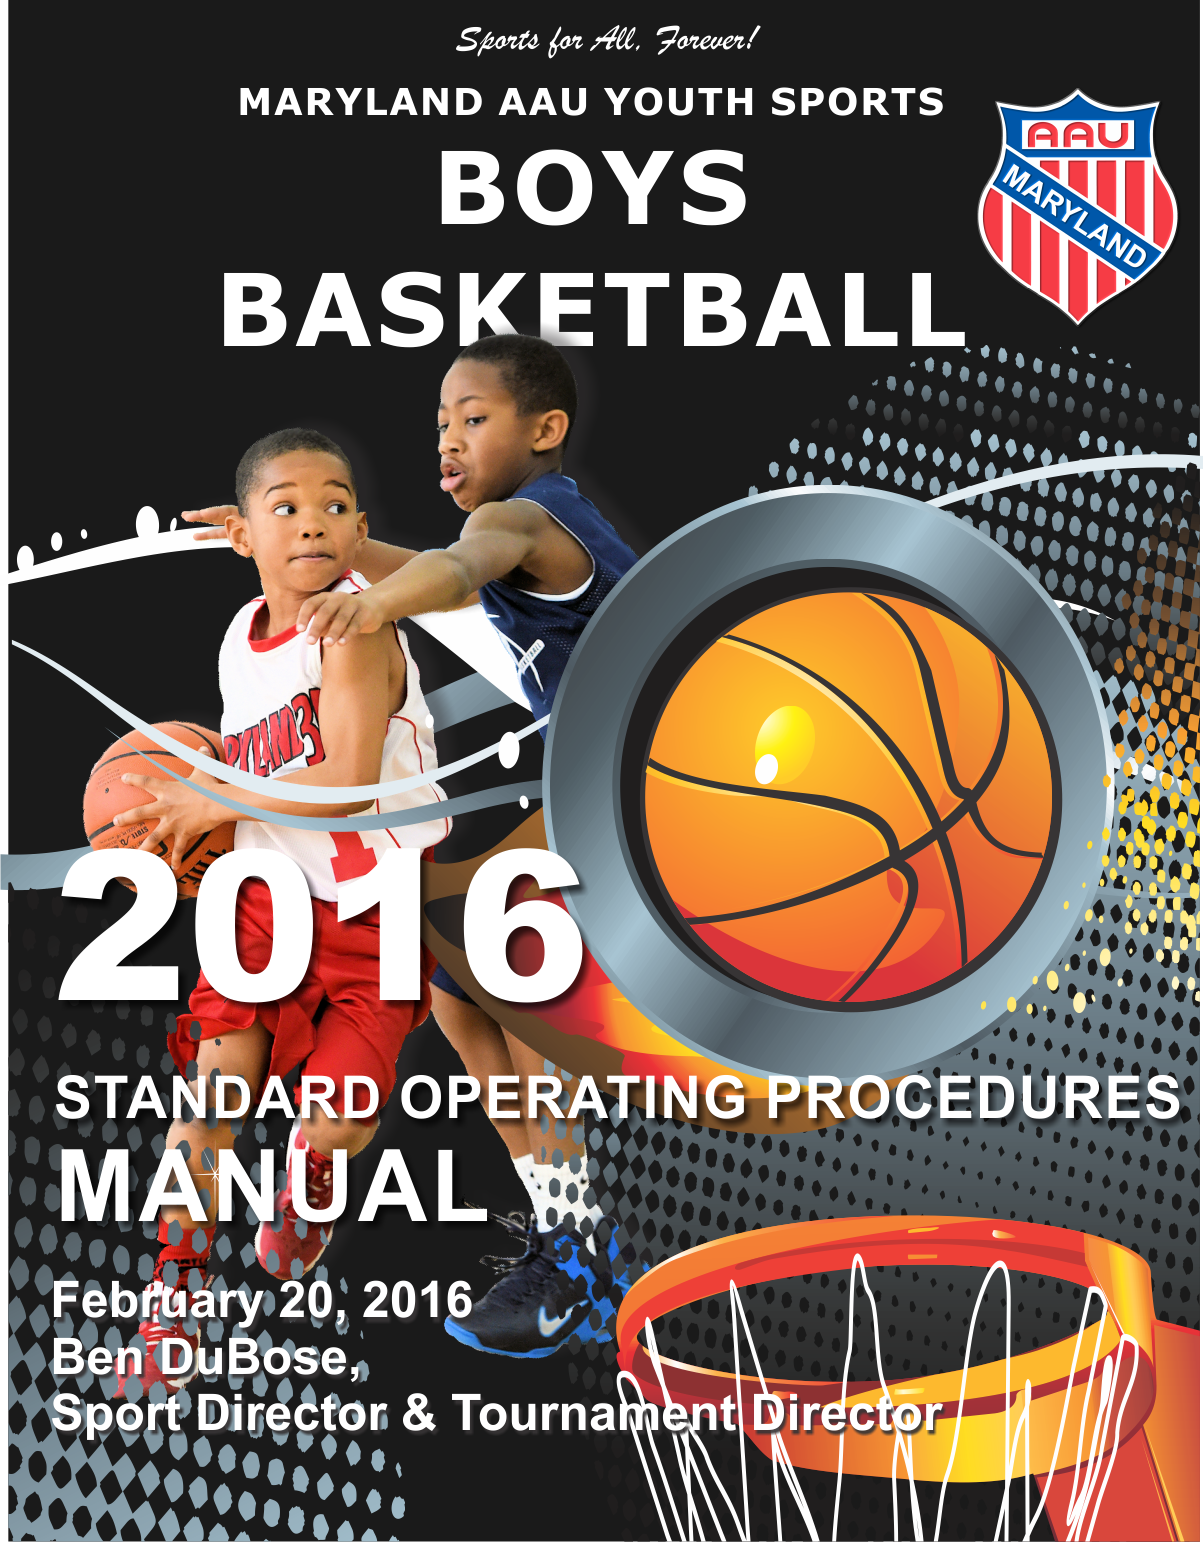 Sports for All, Forever!
MARYLAND AAU YOUTH SPORTS
BOYS
BASKETBALL
AAU
MARYLAND
2016
STANDARD OPERATING PROCEDURES
MANUAL
February 20, 2016
Ben DuBose,
Sport Director & Tournament Director